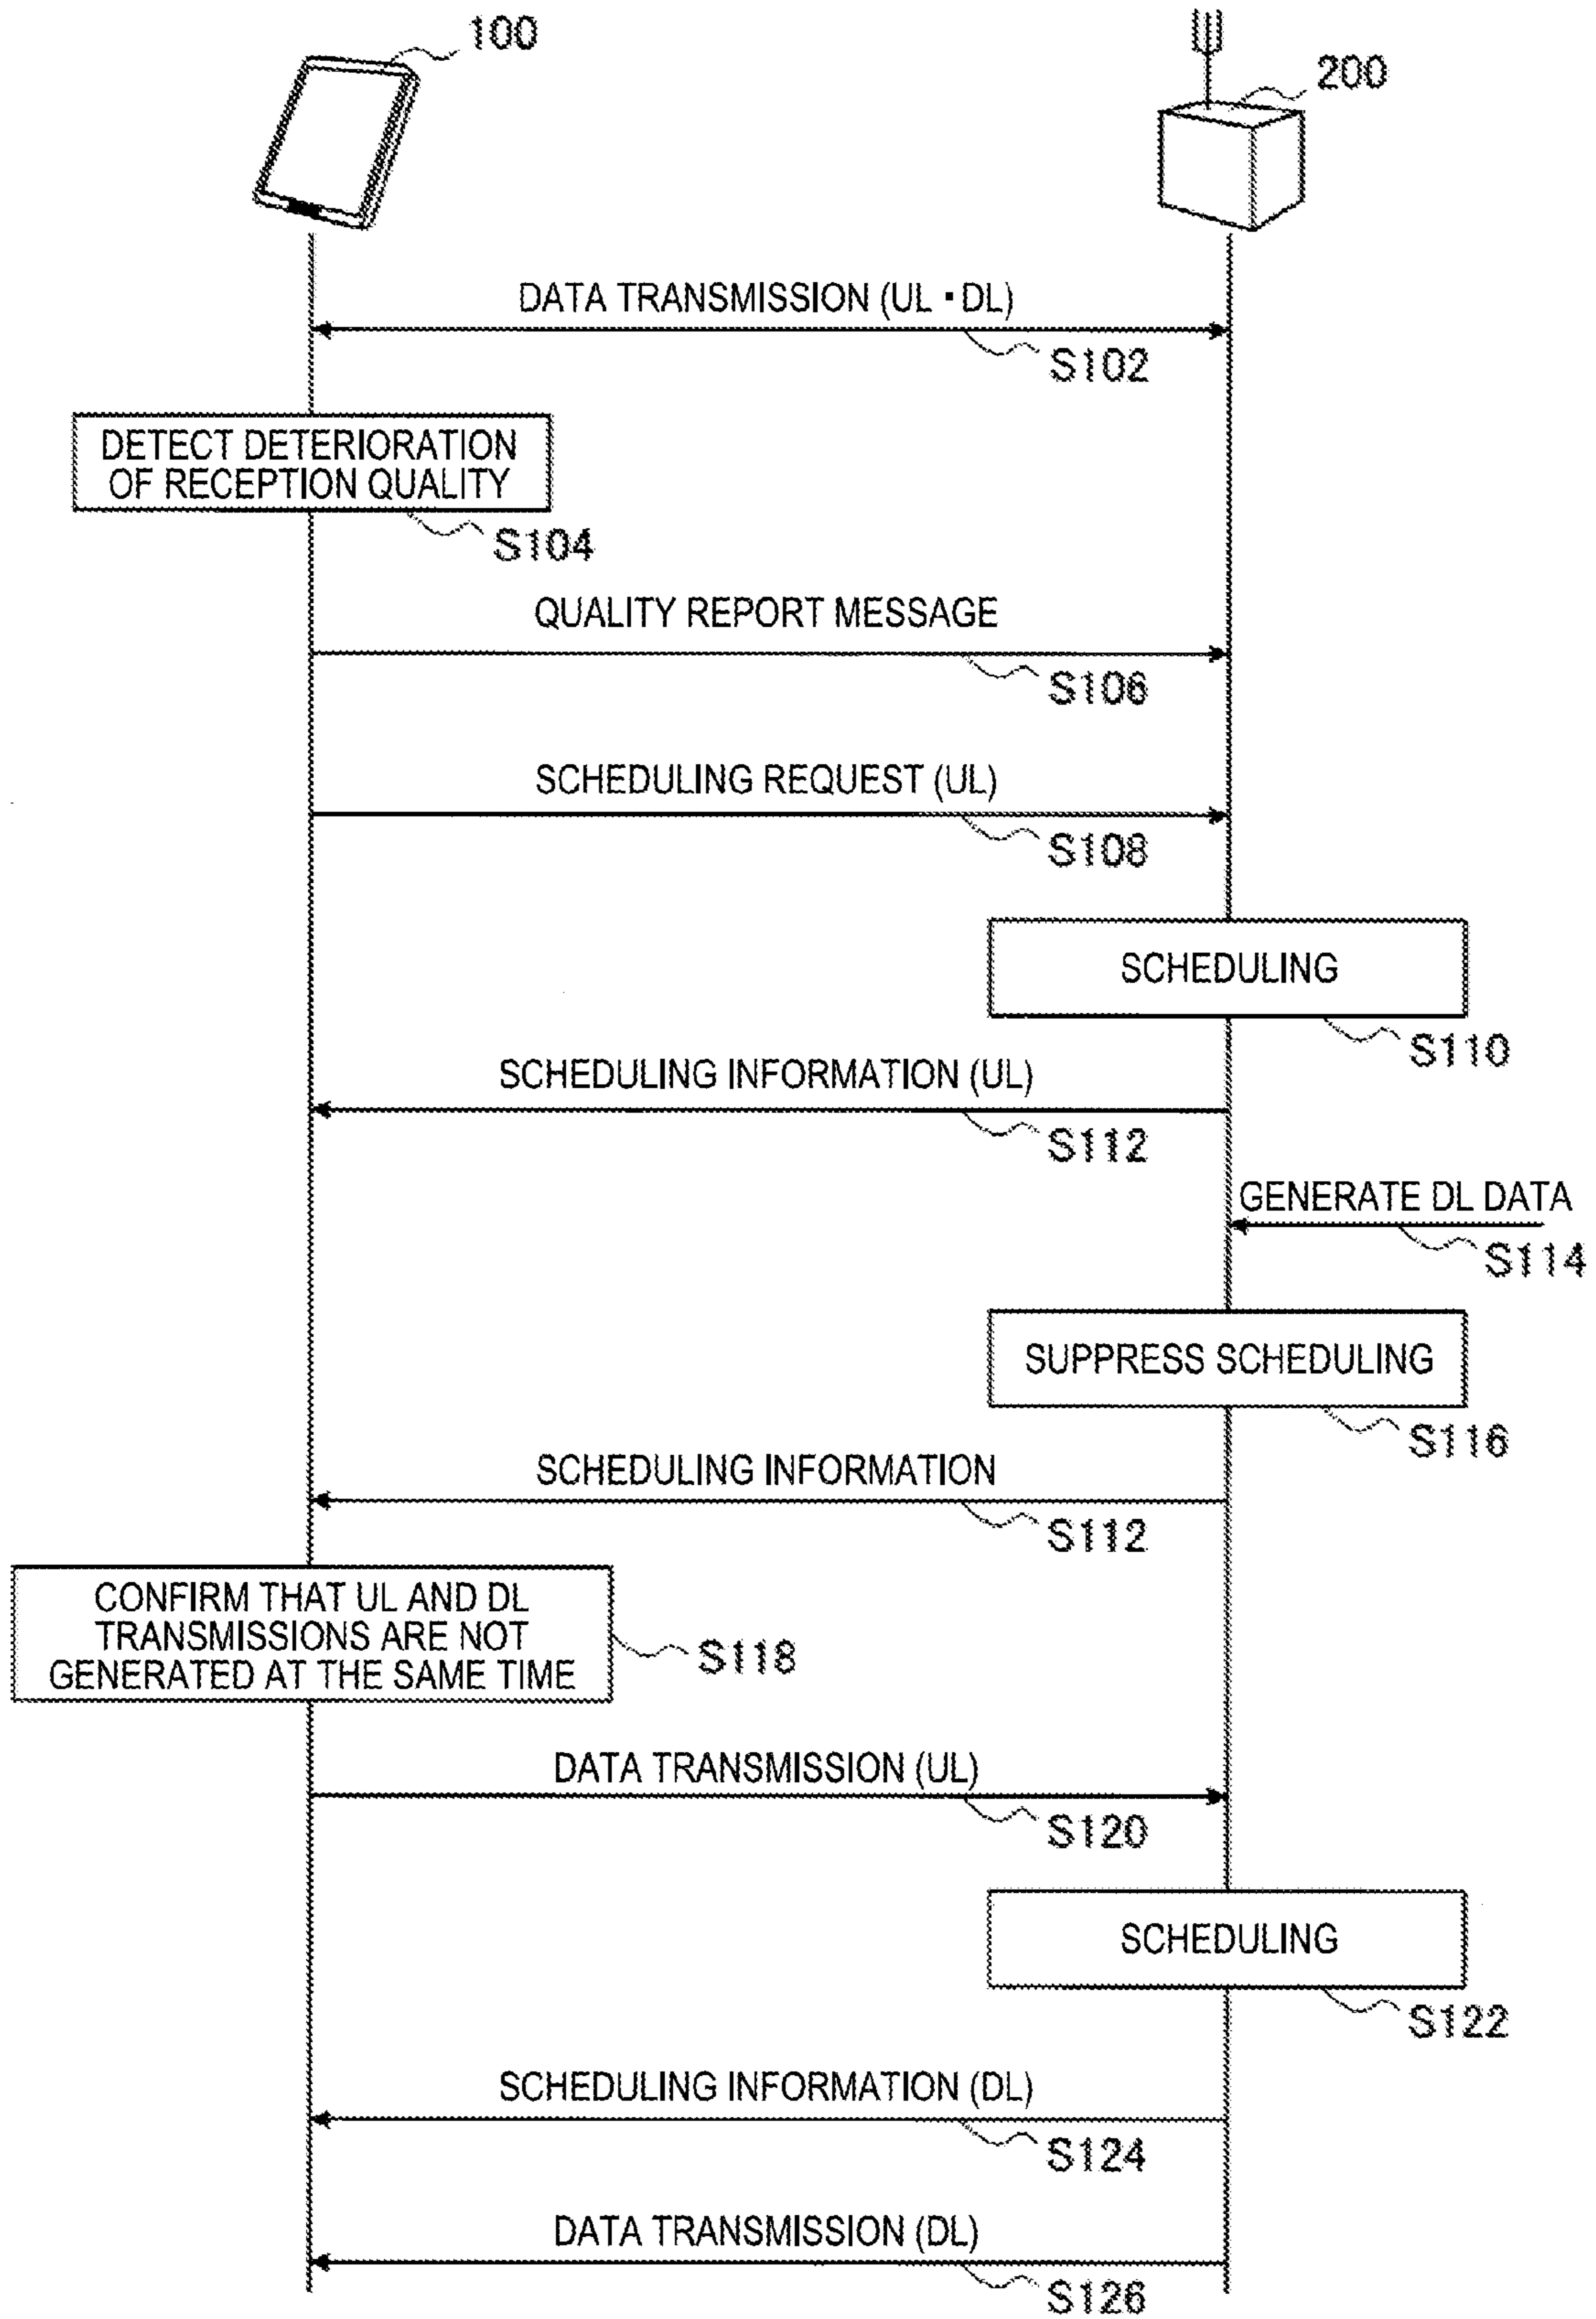 100
200
DATA TRANSMISSION (UL・DL)
S102
DETECT DETERIORATION
OF RECEPTION QUALITY
S104
QUALITY REPORT MESSAGE
S106
SCHEDULING REQUEST (UL)
S108
SCHEDULING
S110
SCHEDULING INFORMATION (UL)
S112
GENERATE DL DATA
S114
SUPPRESS SCHEDULING
S116
SCHEDULING INFORMATION
S112
CONFIRM THAT UL AND DL
TRANSMISSIONS ARE NOT
GENERATED AT THE SAME TIME
S118
DATA TRANSMISSION (UL)
S120
SCHEDULING
S122
SCHEDULING INFORMATION (DL)
S124
DATA TRANSMISSION (DL)
S126